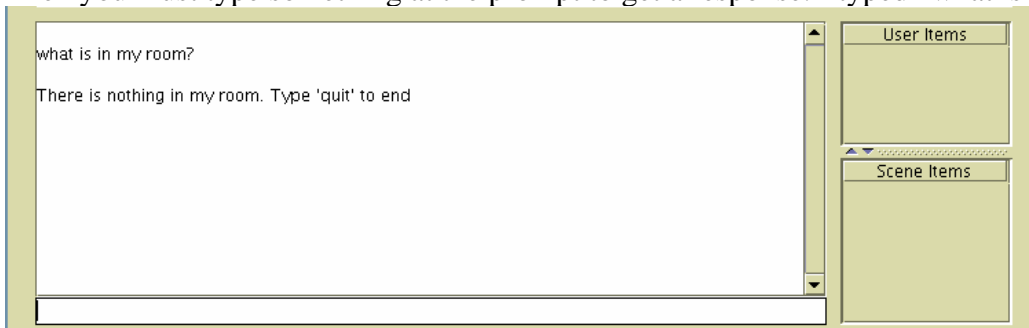 what is in my room?
There is nothing in my room. Type 'quit' to end
User Items
Scene Items